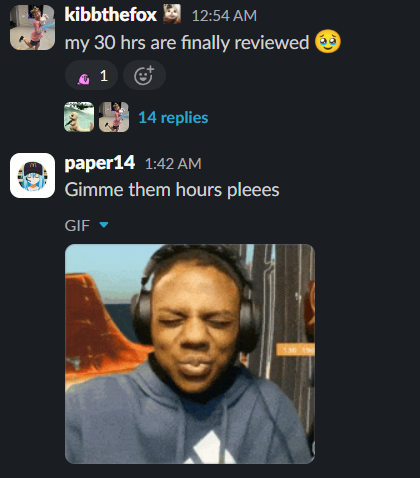 kibbthefox 12:54 AM
my 30 hrs are finally reviewed 🥹
1
14 replies
paper14 1:42 AM
Gimme them hours pleees
GIF